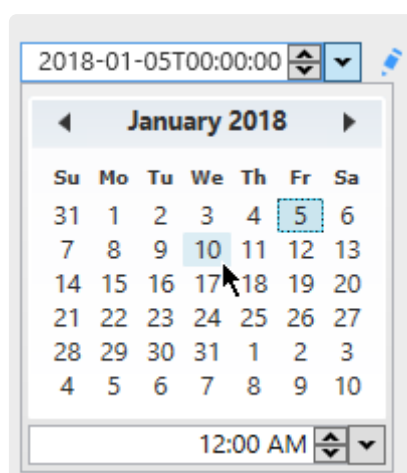 2018-01-05T00:00:00
January 2018
Su Mo Tu We Th Fr Sa
31 1 2 3 4 5 6
7 8 9 10 11 12 13
14 15 16 17 18 19 20
21 22 23 24 25 26 27
28 29 30 31 1 2 3
4 5 6 7 8 9 10
12:00 AM